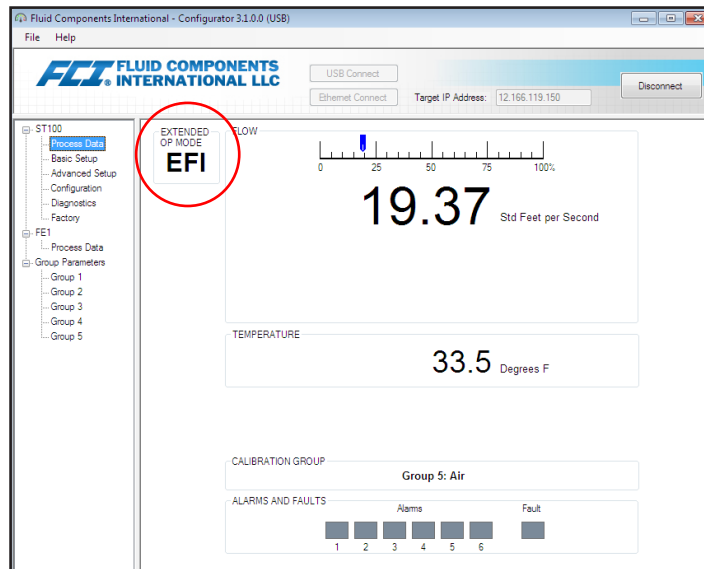 Fluid Components International - Configurator 3.1.0.0 (USB)
File Help
FCI. FLUID COMPONENTS
® INTERNATIONAL LLC
USB Connect
Ethernet Connect Target IP Address: 12.166.119.150
Disconnect
ST100
Process Data
Basic Setup
Advanced Setup
Configuration
Diagnostics
Factory
FE1
Process Data
Group Parameters
Group 1
Group 2
Group 3
Group 4
Group 5
EXTENDED
OP MODE
EFI
FLOW
0 25 50 75 100%
19.37 Std Feet per Second
TEMPERATURE
33.5 Degrees F
CALIBRATION GROUP
Group 5: Air
ALARMS AND FAULTS
Alarms Fault
1 2 3 4 5 6